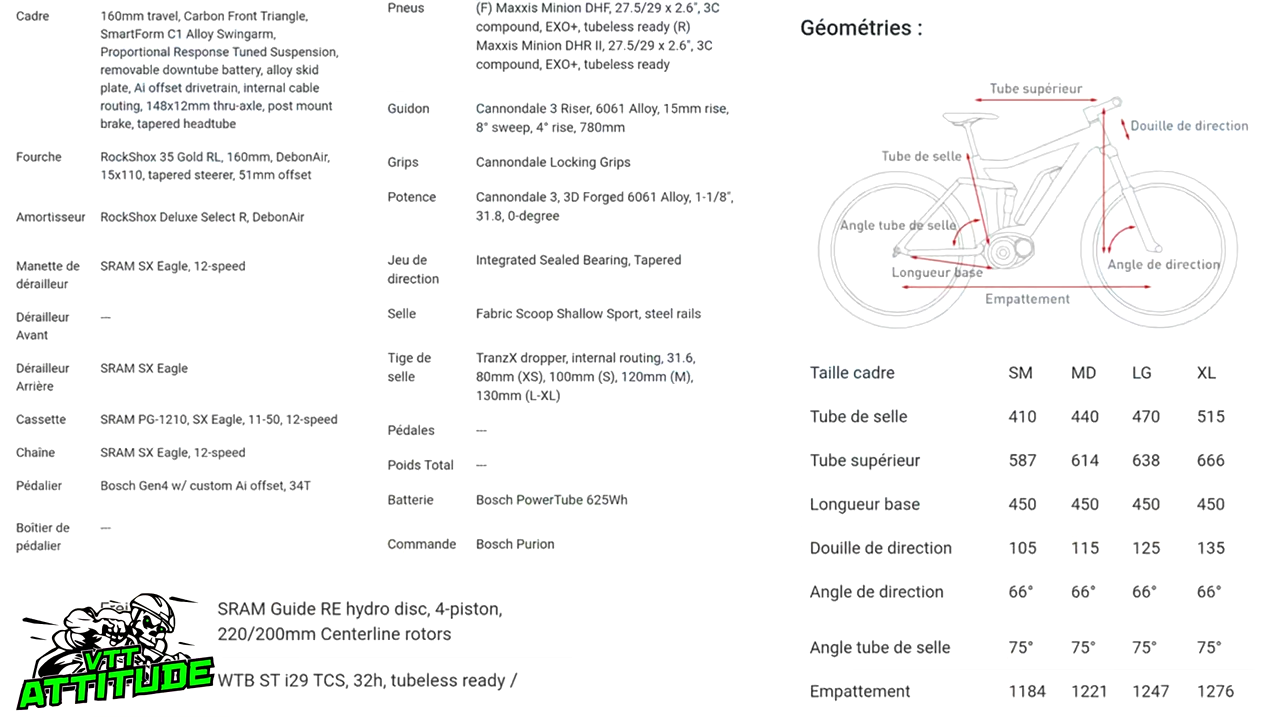 Cadre
160mm travel, Carbon Front Triangle,
SmartForm C1 Alloy Swingarm,
Proportional Response Tuned Suspension,
removable downtube battery, alloy skid
plate, Ai offset drivetrain, internal cable
routing, 148x12mm thru-axle, post mount
brake, tapered headtube
Fourche
RockShox 35 Gold RL, 160mm, DebonAir,
15x110, tapered steerer, 51mm offset
Amortisseur
RockShox Deluxe Select R, DebonAir
Manette de
dérailleur
SRAM SX Eagle, 12-speed
Dérailleur
Avant
---
Dérailleur
Arrière
SRAM SX Eagle
Cassette
SRAM PG-1210, SX Eagle, 11-50, 12-speed
Chaîne
SRAM SX Eagle, 12-speed
Pédalier
Bosch Gen4 w/ custom Ai offset, 34T
Boîtier de
pédalier
---
SRAM Guide RE hydro disc, 4-piston,
220/200mm Centerline rotors
WTB ST i29 TCS, 32h, tubeless ready /
VTT
ATTITUDE
Pneus
(F) Maxxis Minion DHF, 27.5/29 x 2.6", 3C
compound, EXO+, tubeless ready (R)
Maxxis Minion DHR II, 27.5/29 x 2.6", 3C
compound, EXO+, tubeless ready
Guidon
Cannondale 3 Riser, 6061 Alloy, 15mm rise,
8° sweep, 4° rise, 780mm
Grips
Cannondale Locking Grips
Potence
Cannondale 3, 3D Forged 6061 Alloy, 1-1/8",
31.8, 0-degree
Jeu de
direction
Integrated Sealed Bearing, Tapered
Selle
Fabric Scoop Shallow Sport, steel rails
Tige de
selle
TranzX dropper, internal routing, 31.6,
80mm (XS), 100mm (S), 120mm (M),
130mm (L-XL)
Pédales
---
Poids Total
---
Batterie
Bosch PowerTube 625Wh
Commande
Bosch Purion
Géométries :
Tube supérieur
Douille de direction
Tube de selle
Angle tube de selle
Angle de direction
Longueur base
Empattement
Taille cadre SM MD LG XL
Tube de selle 410 440 470 515
Tube supérieur 587 614 638 666
Longueur base 450 450 450 450
Douille de direction 105 115 125 135
Angle de direction 66° 66° 66° 66°
Angle tube de selle 75° 75° 75° 75°
Empattement 1184 1221 1247 1276